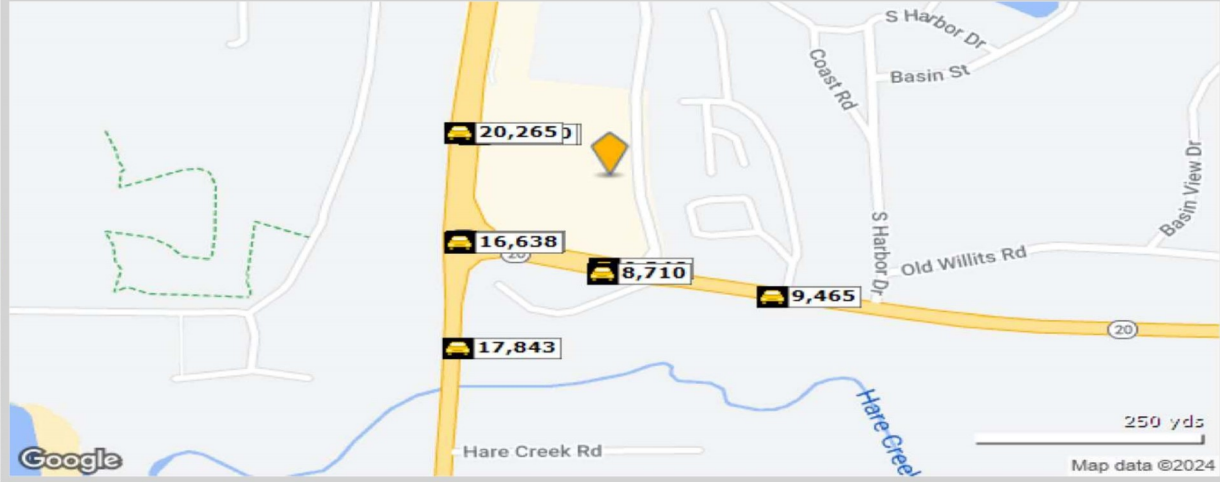 S Harbor Dr
Coast Rd
Basin St
20,265
Basin View Dr
16,638
20
S Harbor Dr
Old Willits Rd
8,710
9,465
20
17,843
Hare Creek
250 yds
Hare Creek Rd
Google
Map data ©2024